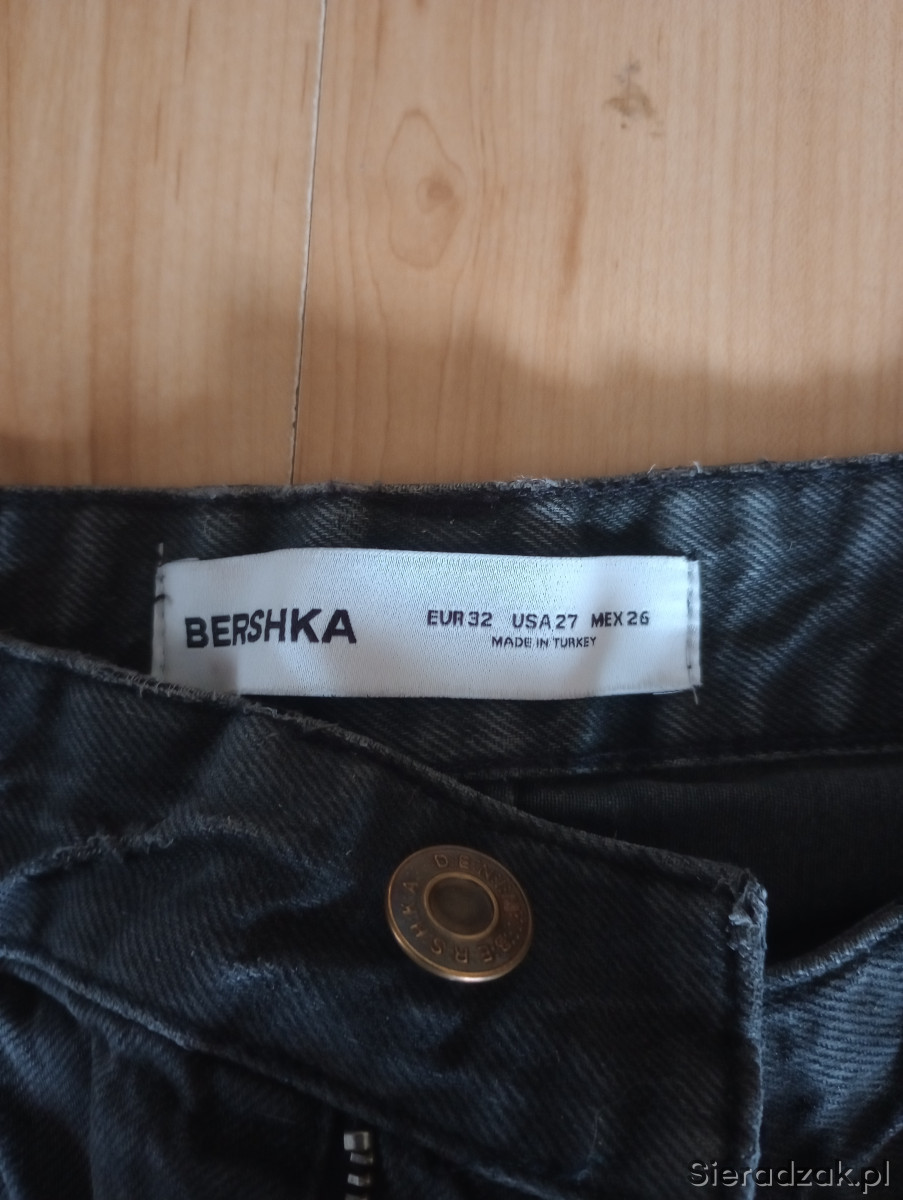 BERSHKA
EUR 32 USA 27 MEX 26
MADE IN TURKEY
BERSHKA DENIM
Sieradzak.pl